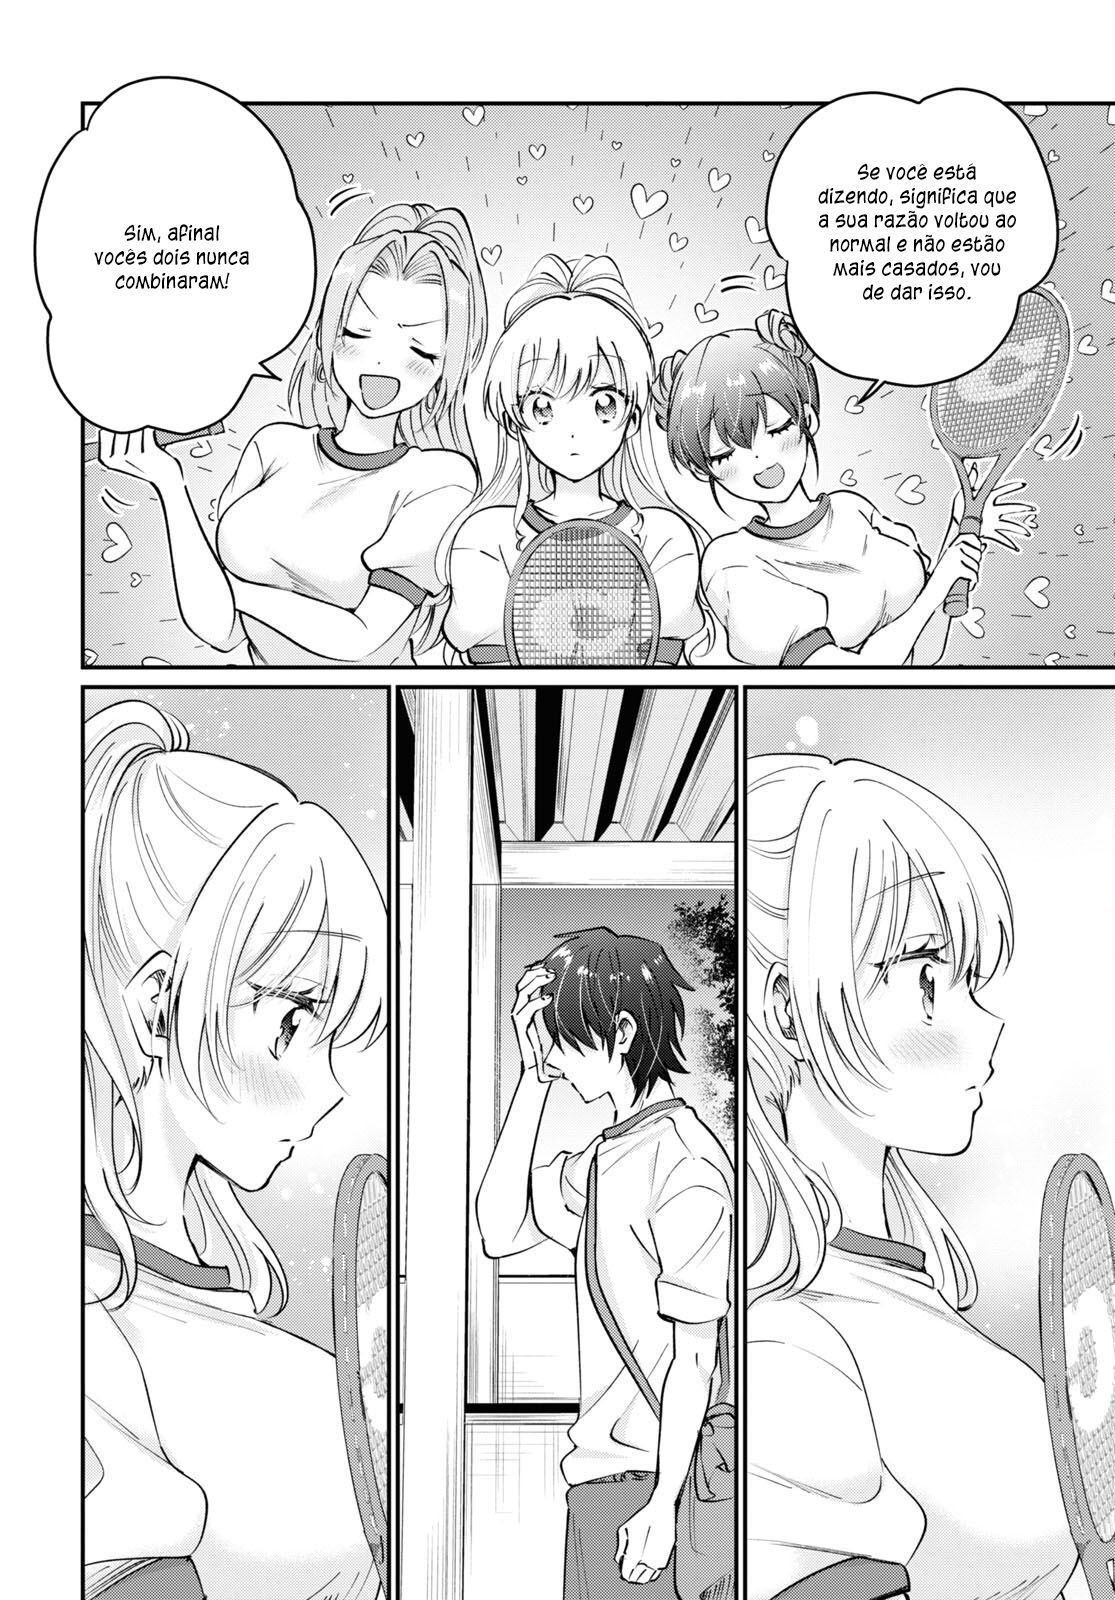 Se você está
dizendo, significa que
a sua razão voltou ao
normal e não estão
mais casados, vou
de dar isso.
Sim, afinal
vocês dois nunca
combinaram!